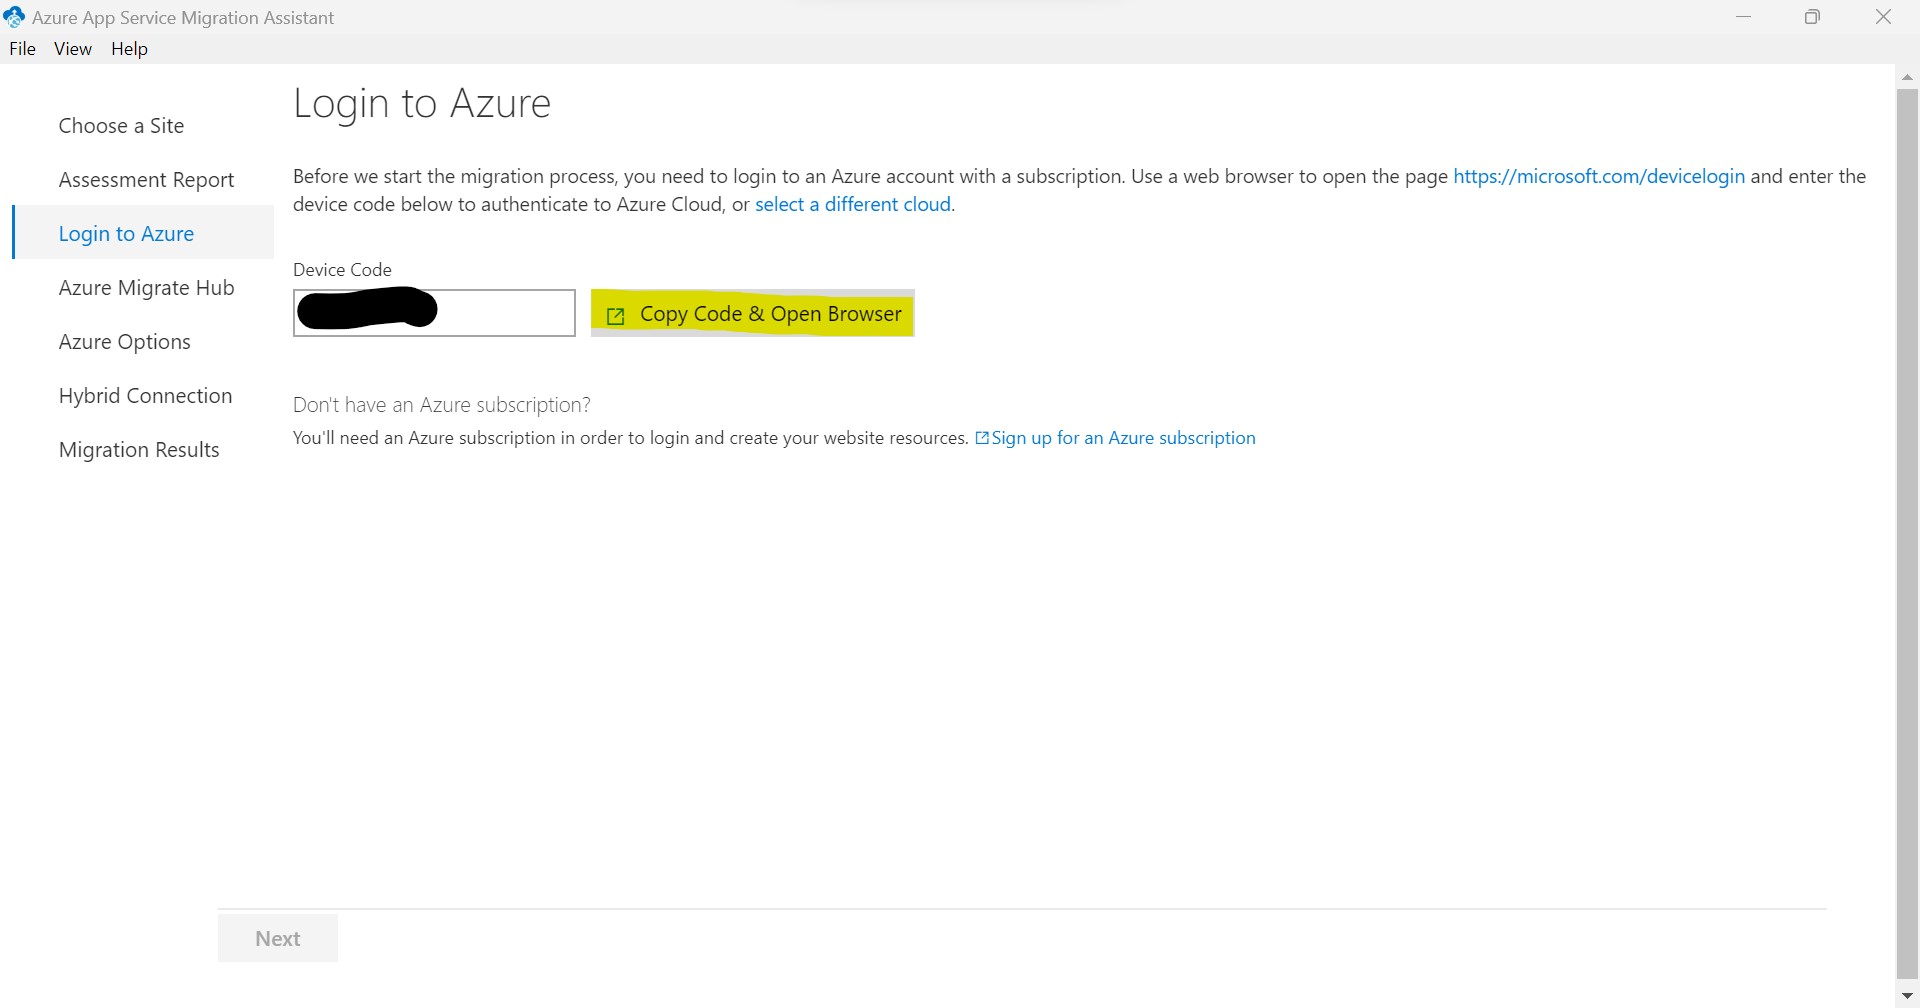 Azure App Service Migration Assistant
File View Help
Choose a Site
Assessment Report
Login to Azure
Azure Migrate Hub
Azure Options
Hybrid Connection
Migration Results
Login to Azure
Before we start the migration process, you need to login to an Azure account with a subscription. Use a web browser to open the page https://microsoft.com/devicelogin and enter the
device code below to authenticate to Azure Cloud, or select a different cloud.
Device Code
Copy Code & Open Browser
Don't have an Azure subscription?
You'll need an Azure subscription in order to login and create your website resources. Sign up for an Azure subscription
Next